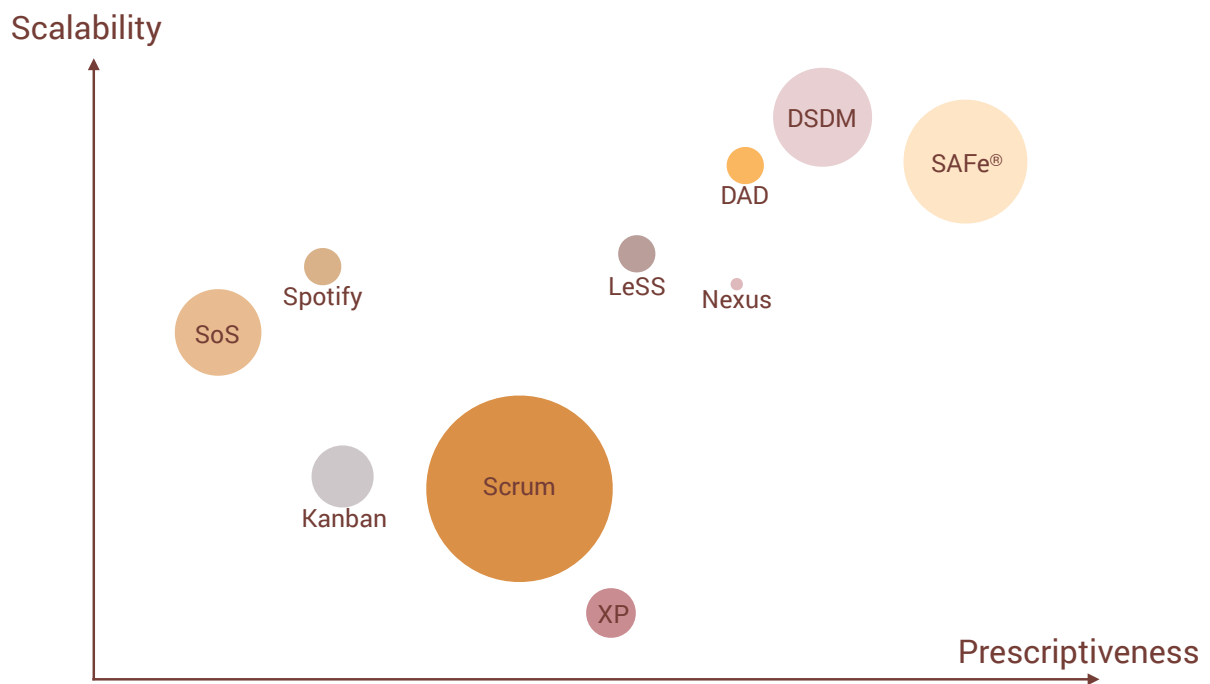 Scalability
DSDM
SAFe®
DAD
LeSS
Nexus
Spotify
SoS
Scrum
Kanban
XP
Prescriptiveness